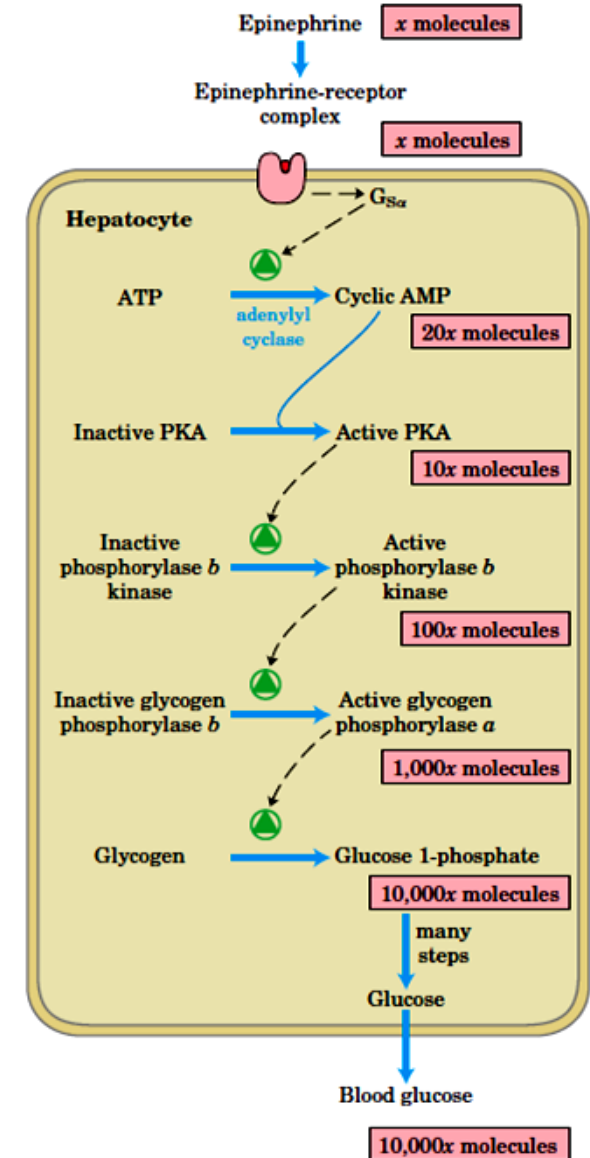 Epinephrine
x molecules
Epinephrine-receptor
complex
x molecules
GSα
Hepatocyte
ATP
Cyclic AMP
adenylyl
cyclase
20x molecules
Inactive PKA
Active PKA
10x molecules
Inactive
phosphorylase b
kinase
Active
phosphorylase b
kinase
100x molecules
Inactive glycogen
phosphorylase b
Active glycogen
phosphorylase a
1,000x molecules
Glycogen
Glucose 1-phosphate
10,000x molecules
many
steps
Glucose
Blood glucose
10,000x molecules